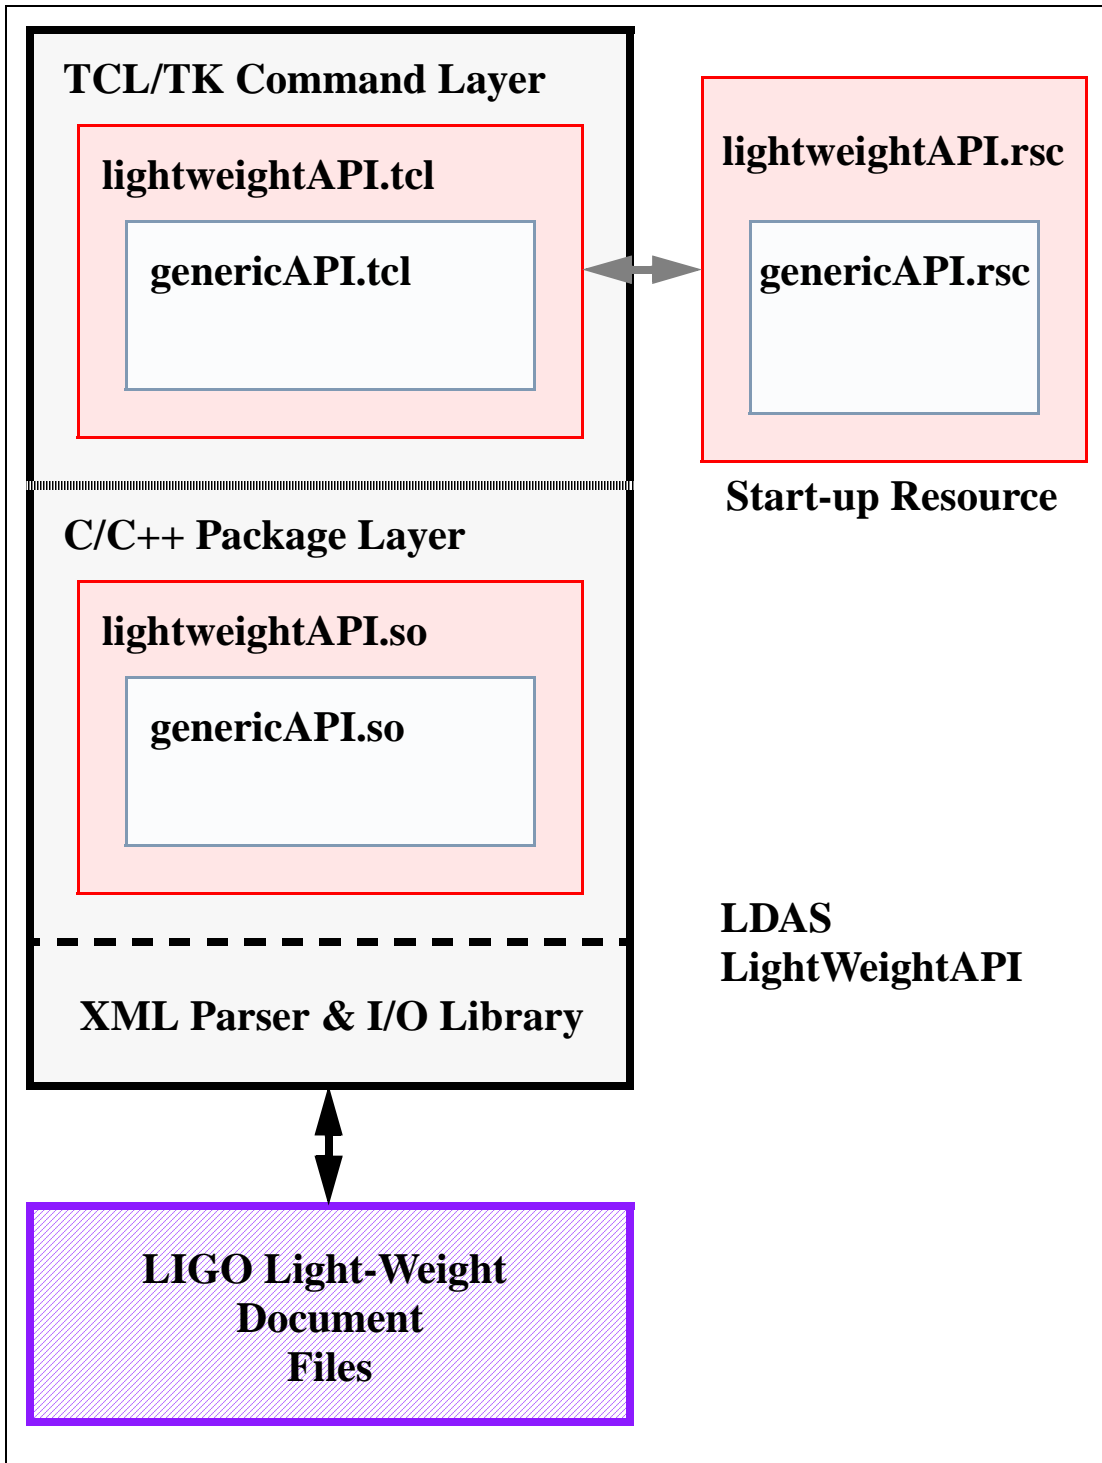 TCL/TK Command Layer
lightweightAPI.tcl
genericAPI.tcl
lightweightAPI.rsc
genericAPI.rsc
Start-up Resource
C/C++ Package Layer
lightweightAPI.so
genericAPI.so
LDAS
LightWeightAPI
XML Parser & I/O Library
LIGO Light-Weight
Document
Files